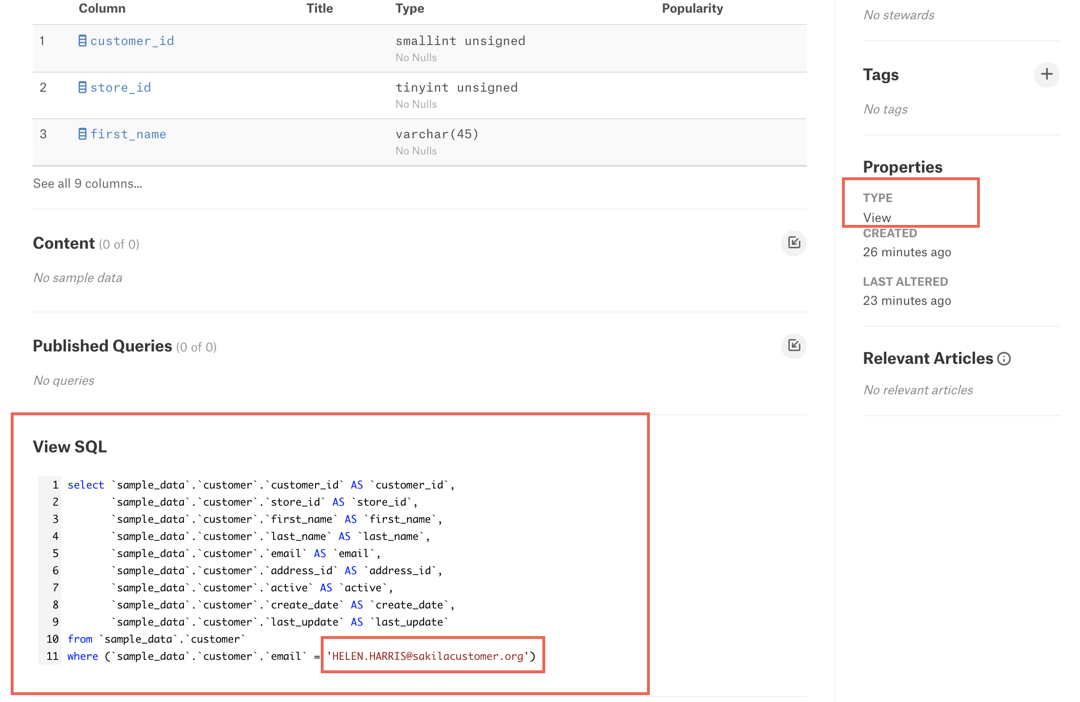 Column Title Type Popularity
1 customer_id smallint unsigned
No Nulls
2 store_id tinyint unsigned
No Nulls
3 first_name varchar(45)
No Nulls
See all 9 columns...
Content (0 of 0)
No sample data
Published Queries (0 of 0)
No queries
View SQL
1 select `sample_data`.`customer`.`customer_id` AS `customer_id`,
2 `sample_data`.`customer`.`store_id` AS `store_id`,
3 `sample_data`.`customer`.`first_name` AS `first_name`,
4 `sample_data`.`customer`.`last_name` AS `last_name`,
5 `sample_data`.`customer`.`email` AS `email`,
6 `sample_data`.`customer`.`address_id` AS `address_id`,
7 `sample_data`.`customer`.`active` AS `active`,
8 `sample_data`.`customer`.`create_date` AS `create_date`,
9 `sample_data`.`customer`.`last_update` AS `last_update`
10 from `sample_data`.`customer`
11 where (`sample_data`.`customer`.`email` = 'HELEN.HARRIS@sakilacustomer.org')
No stewards
Tags
No tags
Properties
TYPE
View
CREATED
26 minutes ago
LAST ALTERED
23 minutes ago
Relevant Articles
No relevant articles